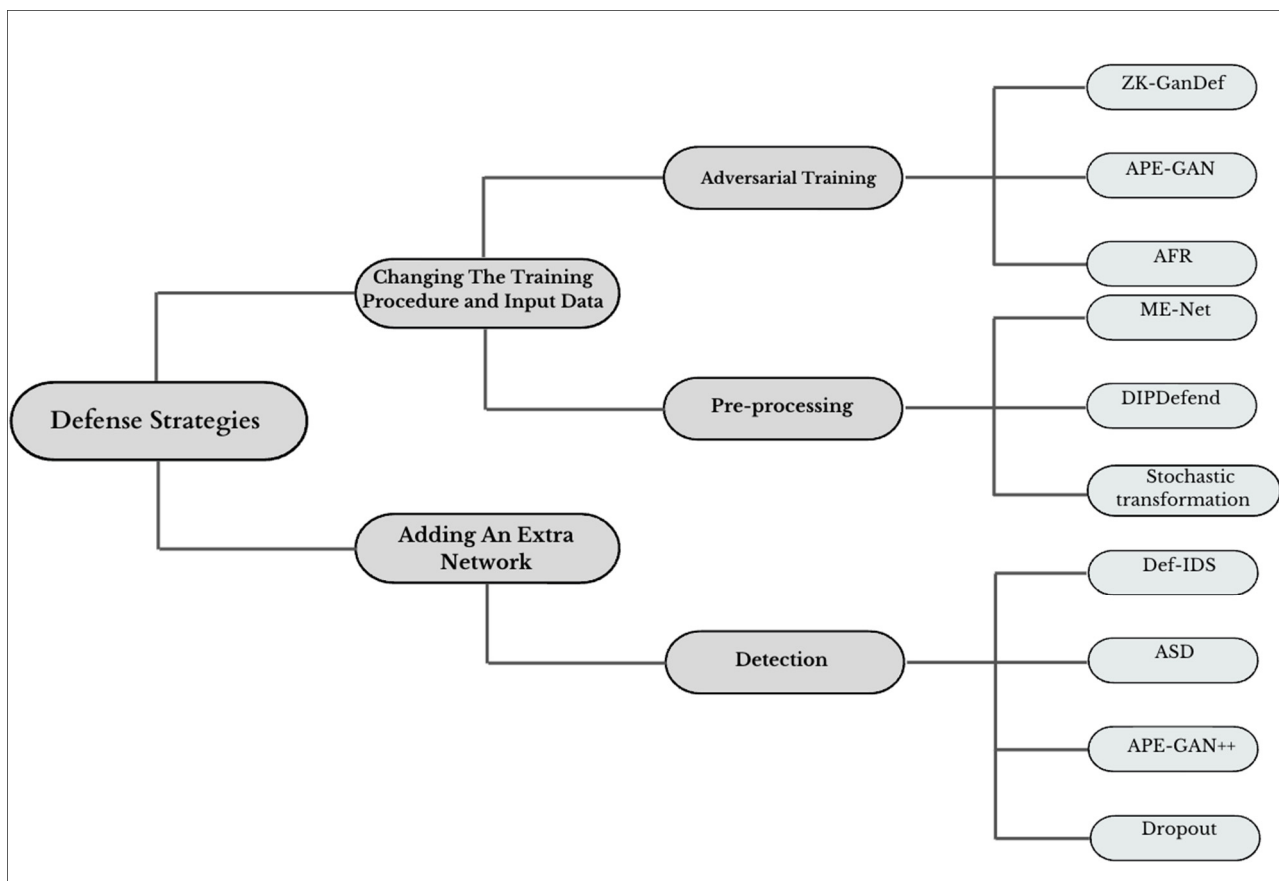 Defense Strategies
Changing The Training
Procedure and Input Data
Adding An Extra
Network
Adversarial Training
Pre-processing
Detection
ZK-GanDef
APE-GAN
AFR
ME-Net
DIPDefend
Stochastic
transformation
Def-IDS
ASD
APE-GAN++
Dropout